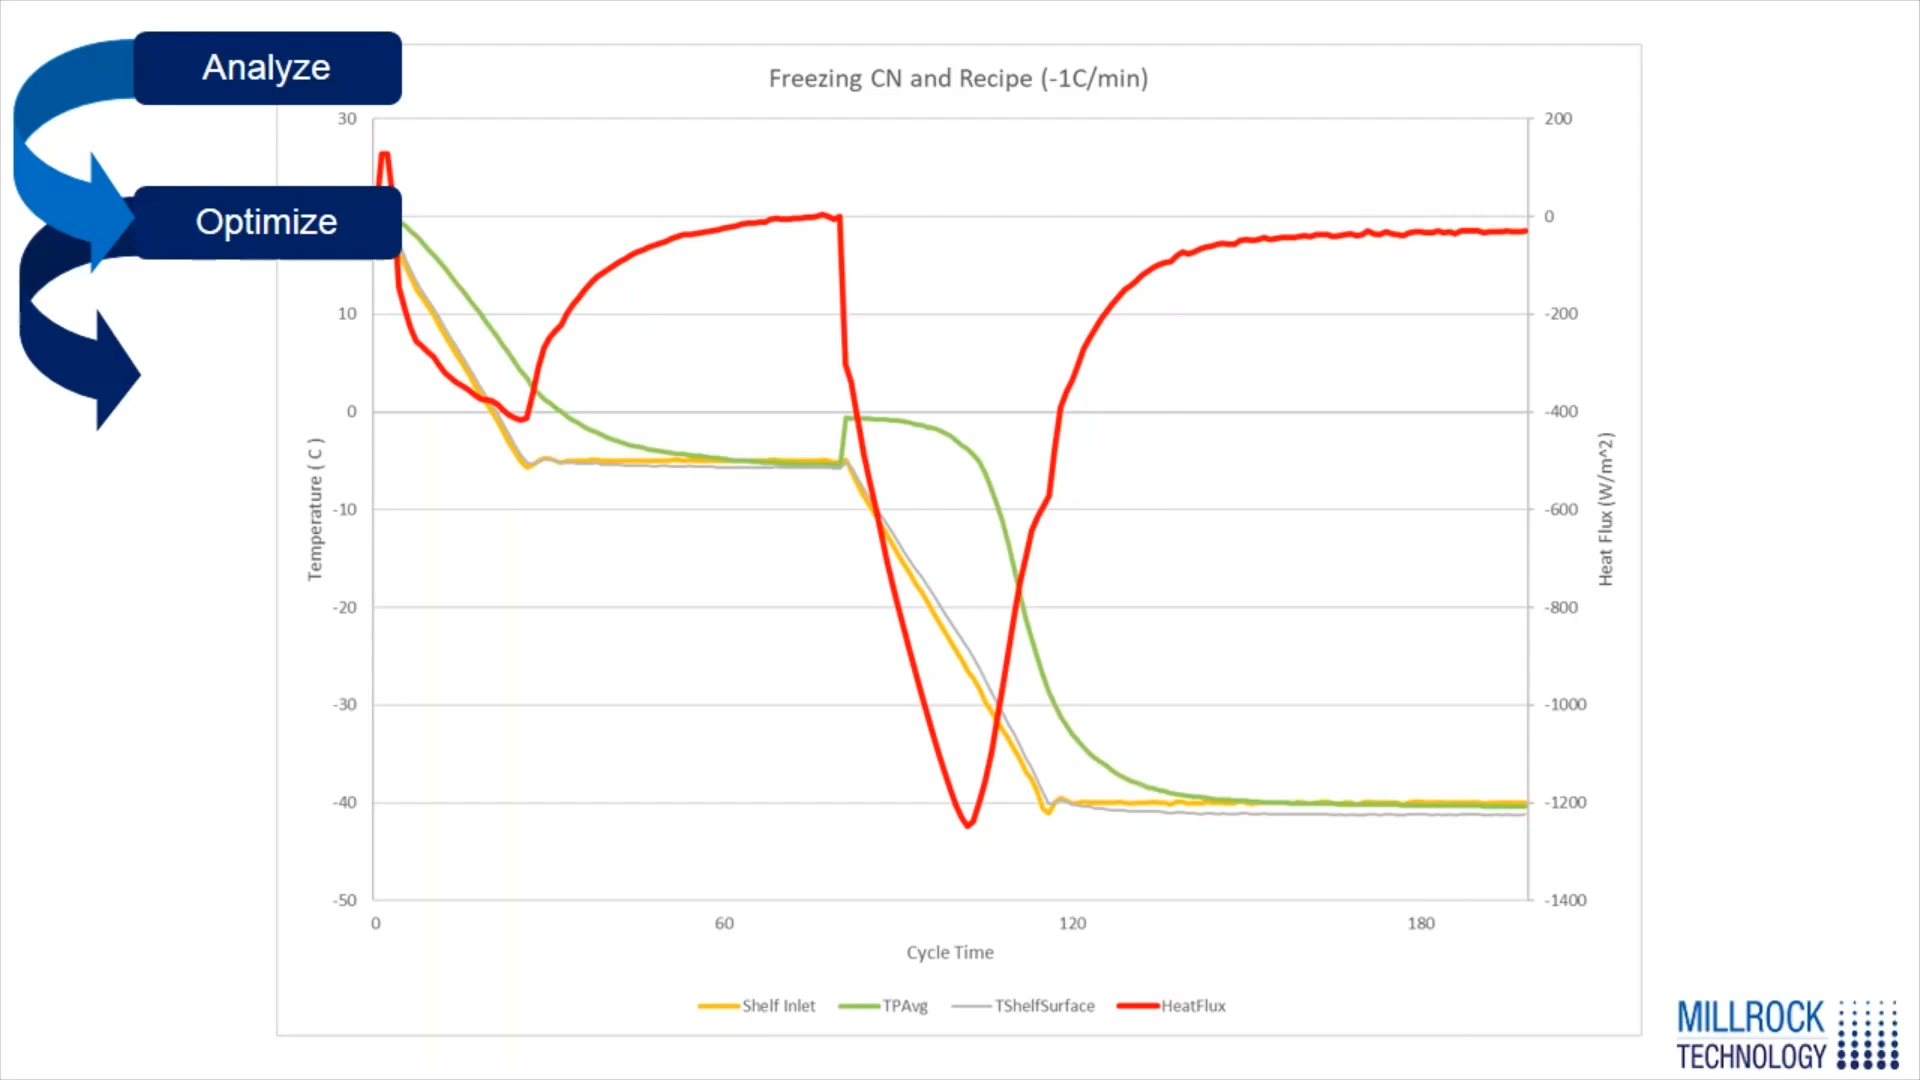 Analyze
Optimize
Freezing CN and Recipe (-1C/min)
30
10
0
-10
-20
-30
-40
-50
Temperature ( C )
200
0
-200
-400
-600
-800
-1000
-1200
-1400
Heat Flux (W/m^2)
0 60 120 180
Cycle Time
Shelf Inlet TPAvg TShelfSurface HeatFlux
MILLROCK
TECHNOLOGY